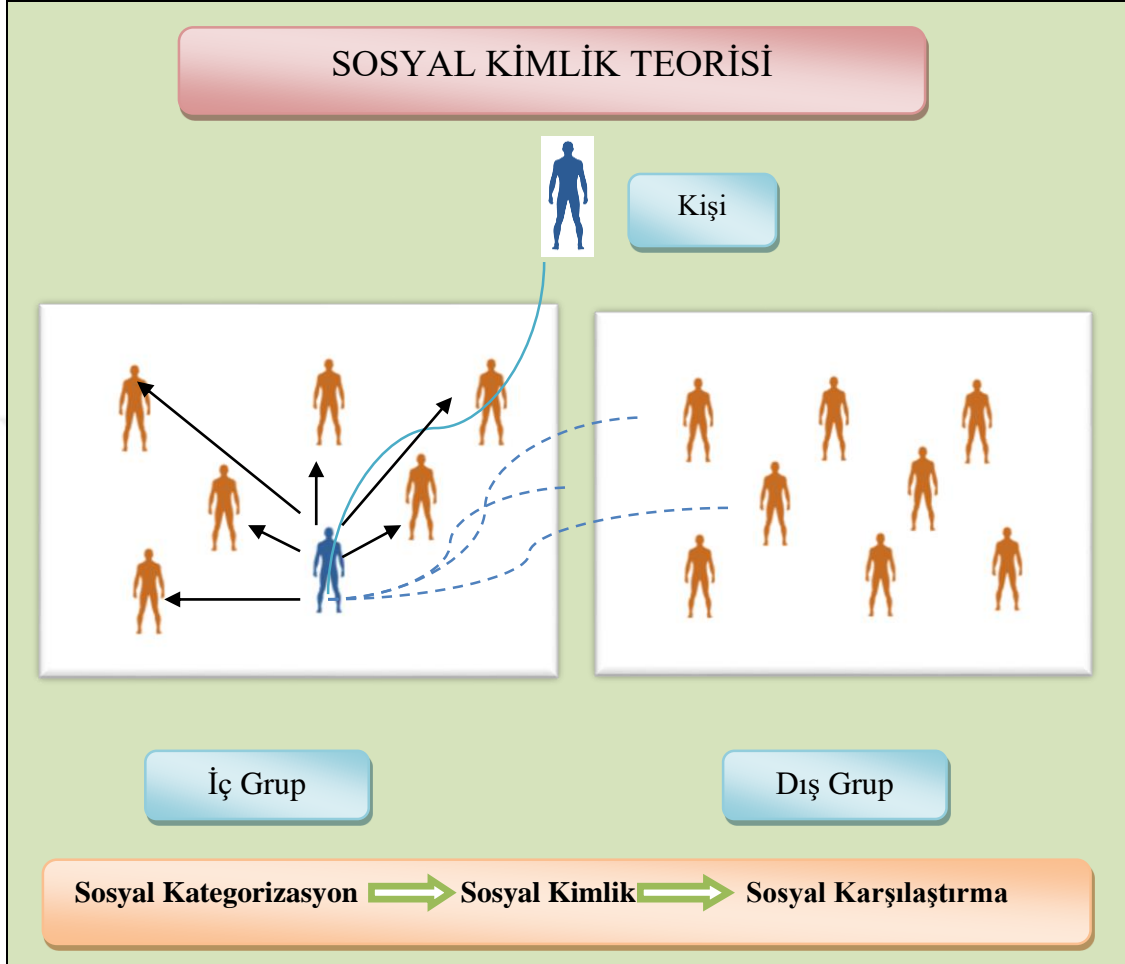 SOSYAL KİMLİK TEORİSİ
Kişi
İç Grup
Dış Grup
Sosyal Kategorizasyon Sosyal Kimlik Sosyal Karşılaştırma